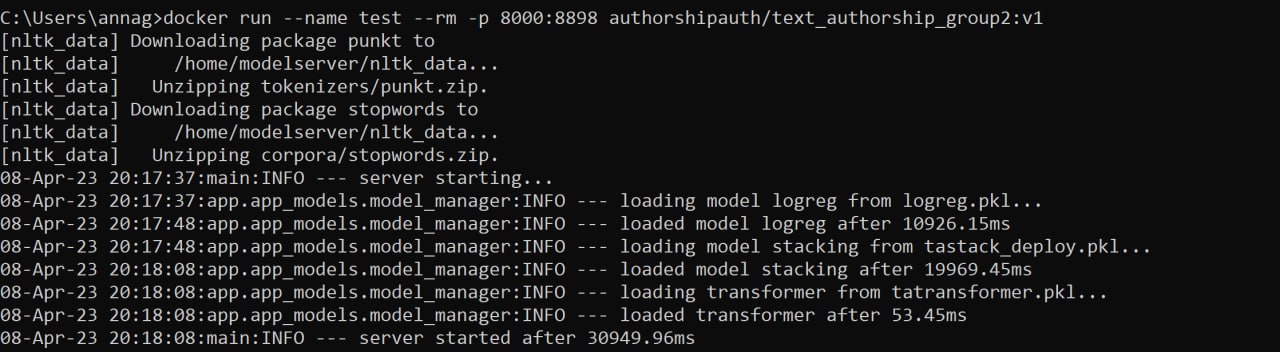 C:\Users\annag>docker run --name test --rm -p 8000:8898 authorshipauth/text_authorship_group2:v1
[nltk_data] Downloading package punkt to
[nltk_data]     /home/modelserver/nltk_data...
[nltk_data]   Unzipping tokenizers/punkt.zip.
[nltk_data] Downloading package stopwords to
[nltk_data]     /home/modelserver/nltk_data...
[nltk_data]   Unzipping corpora/stopwords.zip.
08-Apr-23 20:17:37:main:INFO --- server starting...
08-Apr-23 20:17:37:app.app_models.model_manager:INFO --- loading model logreg from logreg.pkl...
08-Apr-23 20:17:48:app.app_models.model_manager:INFO --- loaded model logreg after 10926.15ms
08-Apr-23 20:17:48:app.app_models.model_manager:INFO --- loading model stacking from tastack_deploy.pkl...
08-Apr-23 20:18:08:app.app_models.model_manager:INFO --- loaded model stacking after 19969.45ms
08-Apr-23 20:18:08:app.app_models.model_manager:INFO --- loading transformer from tatransformer.pkl...
08-Apr-23 20:18:08:app.app_models.model_manager:INFO --- loaded transformer after 53.45ms
08-Apr-23 20:18:08:main:INFO --- server started after 30949.96ms